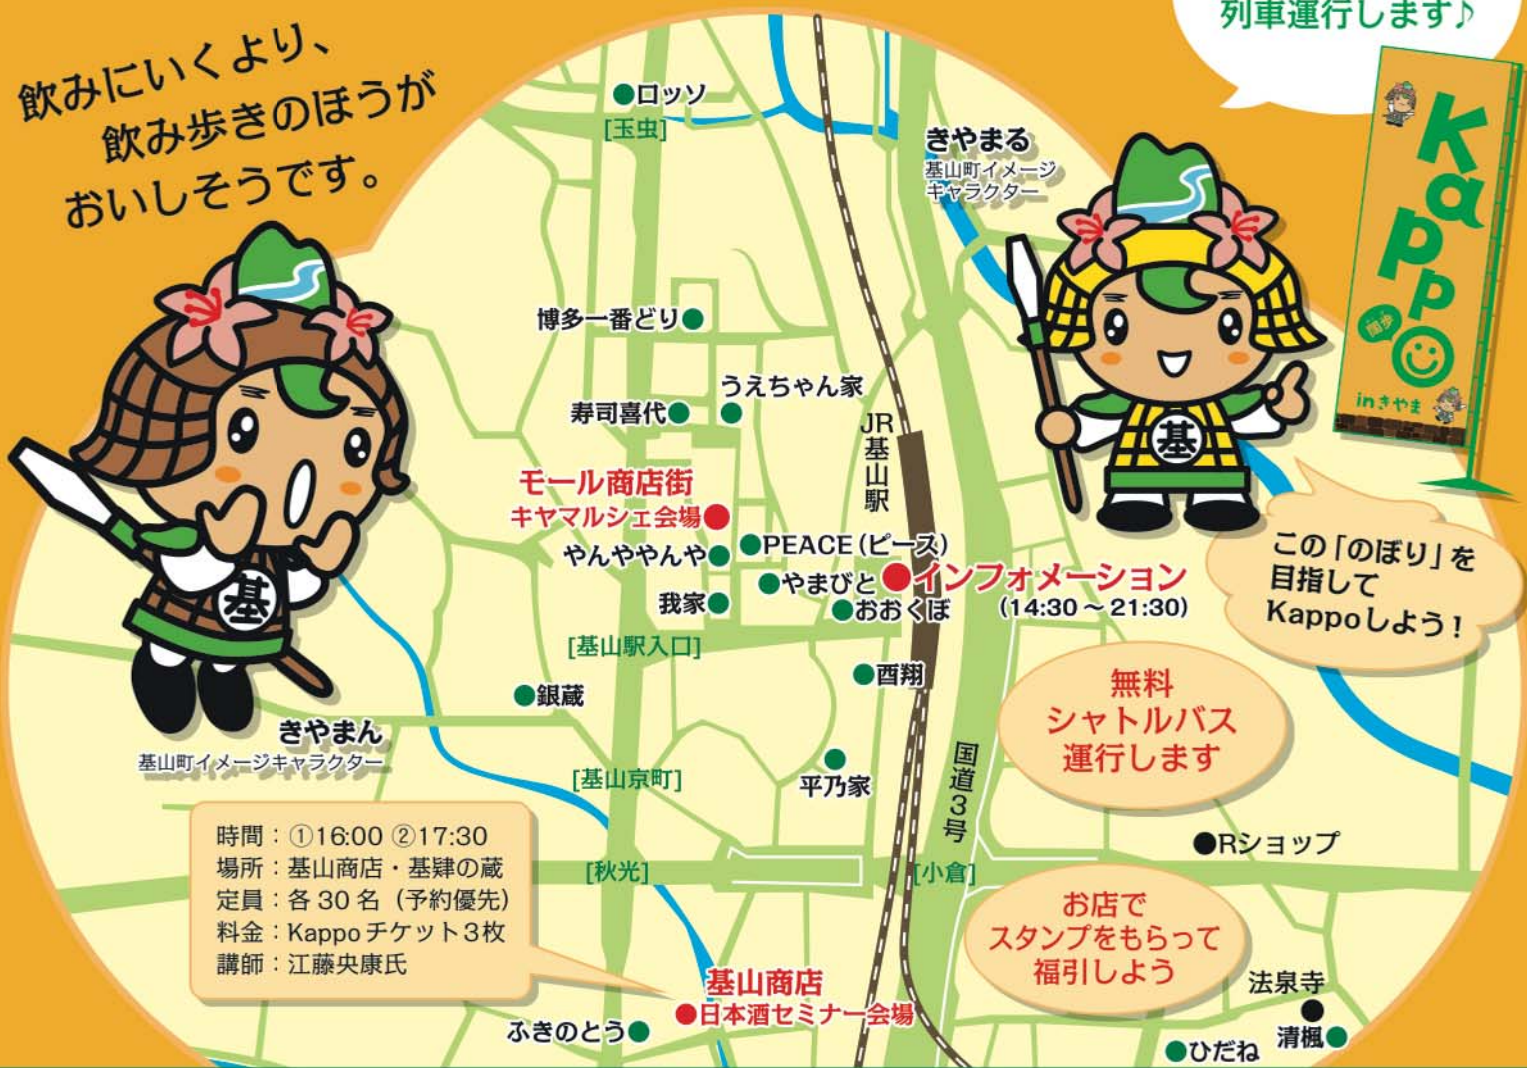 列車運行します♪
飲みにいくより、
飲み歩きのほうが
おいしそうです。
Kappo
inきやま
ロッソ
[玉虫]
きやまる
基山町イメージ
キャラクター
博多一番どり
うえちゃん家
寿司喜代
JR基山駅
基
モール商店街
キヤマルシェ会場
PEACE(ピース)
やんややんや
やまびと
インフォメーション
(14:30～21:30)
我家
おおくぼ
この「のぼり」を
目指して
Kappoしよう!
基
[基山駅入口]
酉翔
銀蔵
無料
シャトルバス
運行します
きやまん
基山町イメージキャラクター
[基山京町]
平乃家
国道3号
時間：①16:00 ②17:30
場所：基山商店・基肄の蔵
定員：各30名（予約優先）
料金：Kappoチケット3枚
講師：江藤央康氏
Rショップ
[秋光]
[小倉]
お店で
スタンプをもらって
福引しよう
基山商店
日本酒セミナー会場
法泉寺
ふきのとう
清楓
ひだね